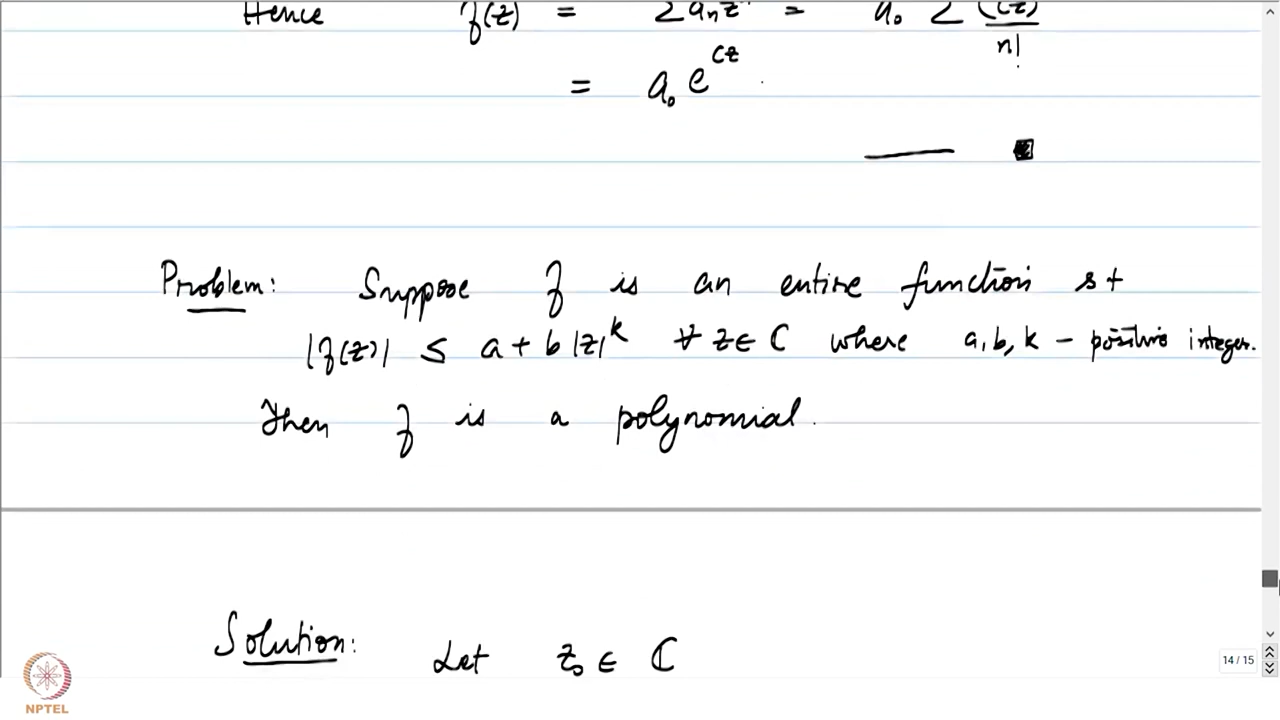 Hence f(z) = Σ aₙzⁿ = a₀ Σ (cz)ⁿ/n!
= a₀ e^{cz}.
Problem: Suppose f is an entire function s t
|f(z)| ≤ a + b |z|^k ∀ z ∈ C where a, b, k - positive integer.
Then f is a polynomial.
Solution: Let z₀ ∈ ℂ
14 / 15
NPTEL